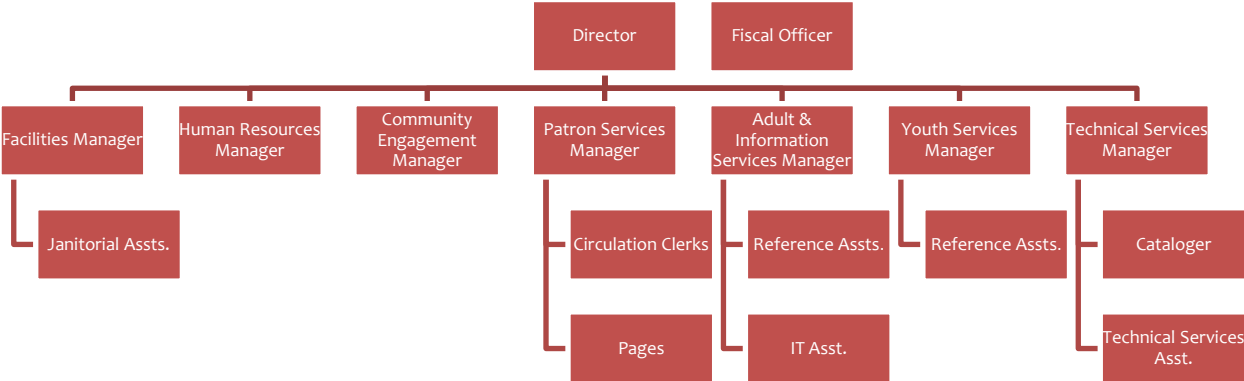 Director
Fiscal Officer
Facilities Manager
Human Resources
Manager
Community
Engagement
Manager
Patron Services
Manager
Adult &
Information
Services Manager
Youth Services
Manager
Technical Services
Manager
Janitorial Assts.
Circulation Clerks
Reference Assts.
Reference Assts.
Cataloger
Pages
IT Asst.
Technical Services
Asst.